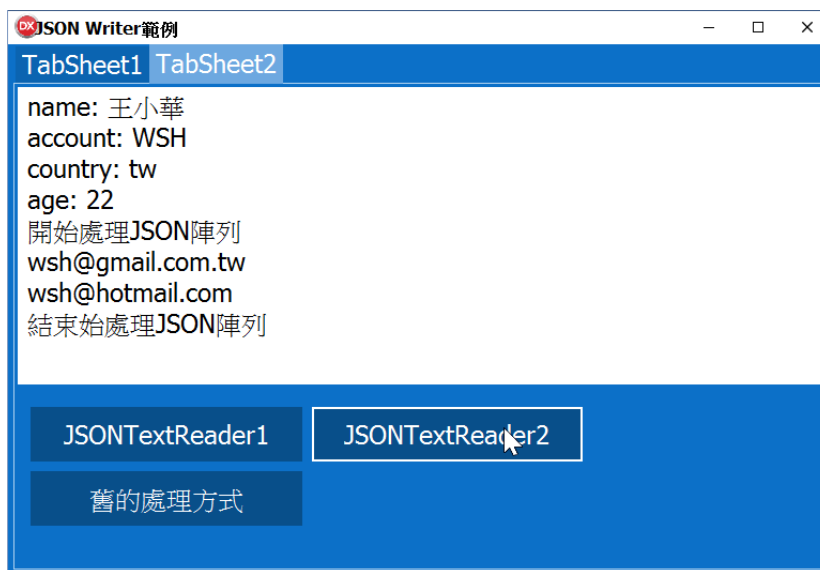 DX JSON Writer範例
TabSheet1 TabSheet2
name: 王小華
account: WSH
country: tw
age: 22
開始處理JSON陣列
wsh@gmail.com.tw
wsh@hotmail.com
結束始處理JSON陣列
JSONTextReader1 JSONTextReader2
舊的處理方式